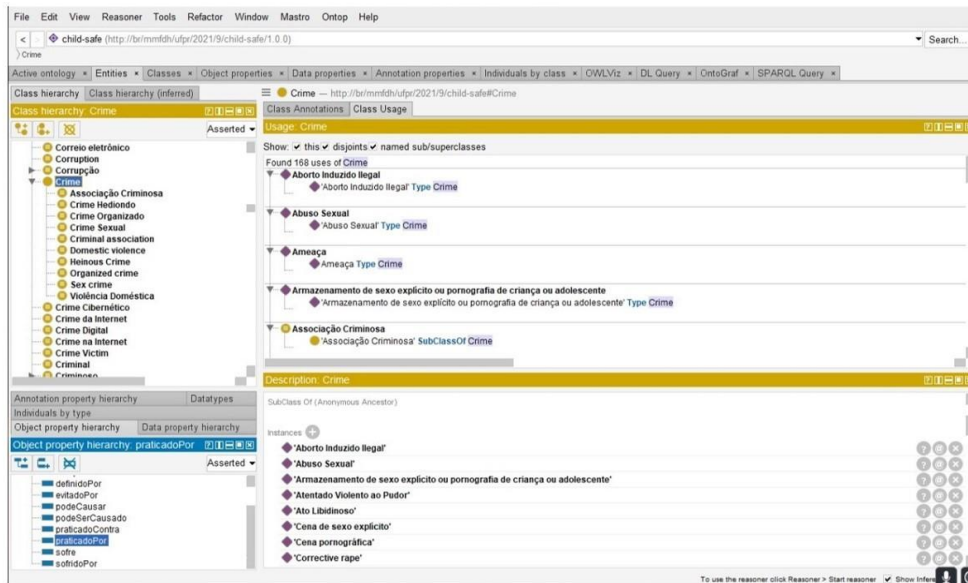 File Edit View Reasoner Tools Refactor Window Mastro Ontop Help
< > child-safe (http://br/mmfdh/ufpr/2021/9/child-safe/1.0.0) Search...
Crime
Active ontology × Entities × Classes × Object properties × Data properties × Annotation properties × Individuals by class × OWLViz × DL Query × OntoGraf × SPARQL Query ×
Class hierarchy Class hierarchy (inferred)
Class hierarchy: Crime
Asserted
Correio eletrônico
Corruption
Corrupção
Crime
Associação Criminosa
Crime Hediondo
Crime Organizado
Crime Sexual
Criminal association
Domestic violence
Heinous Crime
Organized crime
Sex crime
Violência Doméstica
Crime Cibernético
Crime da Internet
Crime Digital
Crime na Internet
Crime Victim
Criminal
Criminoso
Annotation property hierarchy Datatypes
Individuals by type
Object property hierarchy Data property hierarchy
Object property hierarchy: praticadoPor
Asserted
definidoPor
evitadoPor
podeCausar
podeSerCausado
praticadoContra
praticadoPor
sofre
sofridoPor
Crime — http://br/mmfdh/ufpr/2021/9/child-safe#Crime
Class Annotations Class Usage
Usage: Crime
Show: this disjoints named sub/superclasses
Found 168 uses of Crime
Aborto Induzido Ilegal
'Aborto Induzido Ilegal' Type Crime
Abuso Sexual
'Abuso Sexual' Type Crime
Ameaça
Ameaça Type Crime
Armazenamento de sexo explícito ou pornografia de criança ou adolescente
'Armazenamento de sexo explícito ou pornografia de criança ou adolescente' Type Crime
Associação Criminosa
'Associação Criminosa' SubClassOf Crime
Description: Crime
SubClass Of (Anonymous Ancestor)
Instances
'Aborto Induzido Ilegal'
'Abuso Sexual'
'Armazenamento de sexo explícito ou pornografia de criança ou adolescente'
'Atentado Violento ao Pudor'
'Ato Libidinoso'
'Cena de sexo explícito'
'Cena pornográfica'
'Corrective rape'
To use the reasoner click Reasoner > Start reasoner Show